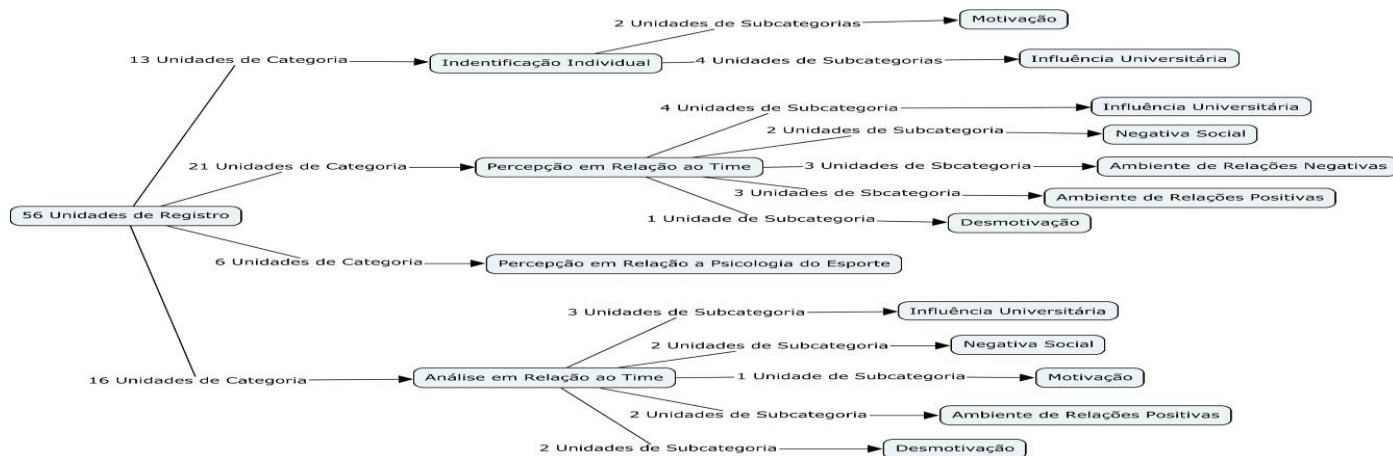 2 Unidades de Subcategorias
Motivação
13 Unidades de Categoria
Indentificação Individual
4 Unidades de Subcategorias
Influência Universitária
4 Unidades de Subcategoria
Influência Universitária
2 Unidades de Subcategoria
Negativa Social
21 Unidades de Categoria
Percepção em Relação ao Time
3 Unidades de Sbcategoria
Ambiente de Relações Negativas
3 Unidades de Sbcategoria
Ambiente de Relações Positivas
56 Unidades de Registro
1 Unidade de Subcategoria
Desmotivação
6 Unidades de Categoria
Percepção em Relação a Psicologia do Esporte
3 Unidades de Subcategoria
Influência Universitária
2 Unidades de Subcategoria
Negativa Social
16 Unidades de Categoria
Análise em Relação ao Time
1 Unidade de Subcategoria
Motivação
2 Unidades de Subcategoria
Ambiente de Relações Positivas
2 Unidades de Subcategoria
Desmotivação